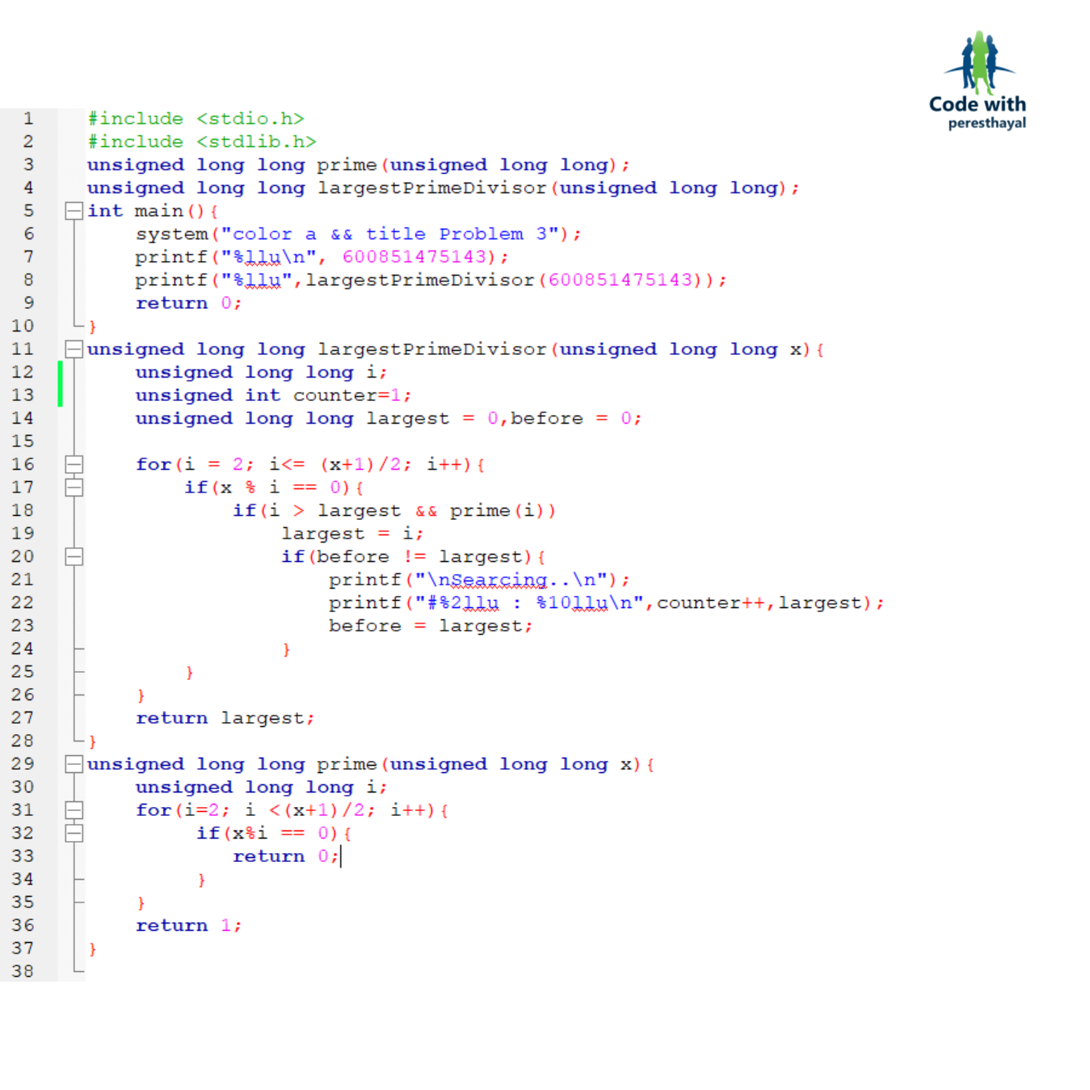 Code with
peresthayal
1 #include <stdio.h>
2 #include <stdlib.h>
3 unsigned long long prime(unsigned long long);
4 unsigned long long largestPrimeDivisor(unsigned long long);
5 int main(){
6     system("color a && title Problem 3");
7     printf("%llu\n", 600851475143);
8     printf("%llu",largestPrimeDivisor(600851475143));
9     return 0;
10 }
11 unsigned long long largestPrimeDivisor(unsigned long long x){
12     unsigned long long i;
13     unsigned int counter=1;
14     unsigned long long largest = 0,before = 0;
15
16     for(i = 2; i<= (x+1)/2; i++){
17         if(x % i == 0){
18             if(i > largest && prime(i))
19                 largest = i;
20                 if(before != largest){
21                     printf("\nSearcing..\n");
22                     printf("#%2llu : %10llu\n",counter++,largest);
23                     before = largest;
24                 }
25         }
26     }
27     return largest;
28 }
29 unsigned long long prime(unsigned long long x){
30     unsigned long long i;
31     for(i=2; i <(x+1)/2; i++){
32          if(x%i == 0){
33             return 0;
34          }
35     }
36     return 1;
37 }
38